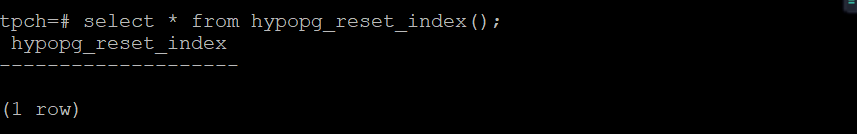 tpch=# select * from hypopg_reset_index();
 hypopg_reset_index
--------------------

(1 row)